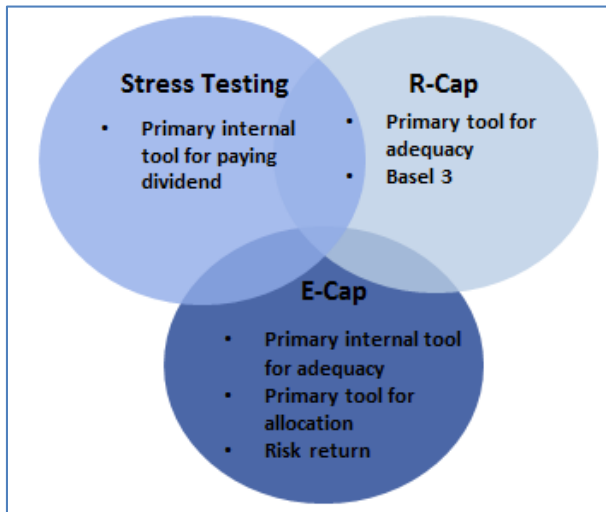 Stress Testing
• Primary internal
tool for paying
dividend
R-Cap
• Primary tool for
adequacy
• Basel 3
E-Cap
• Primary internal tool
for adequacy
• Primary tool for
allocation
• Risk return